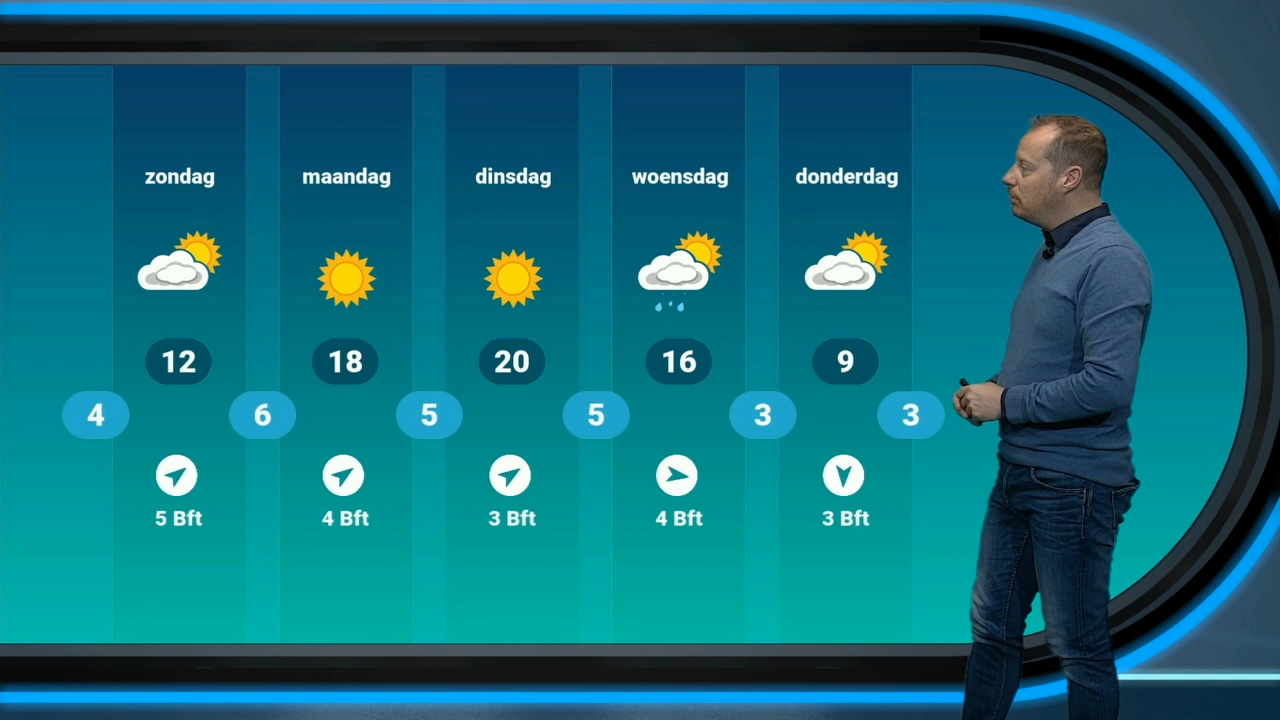 zondag maandag dinsdag woensdag donderdag
12 18 20 16 9
4 6 5 5 3 3
5 Bft 4 Bft 3 Bft 4 Bft 3 Bft